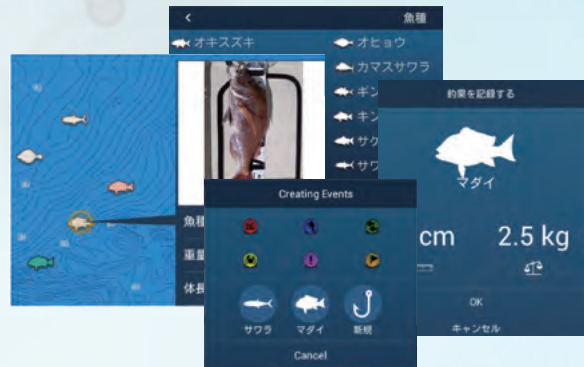 魚種
オキスズキ
オヒョウ
カマスサワラ
ギン
キン
サケ
サワ
魚種
重量
体長
釣果を記録する
マダイ
cm
2.5 kg
OK
キャンセル
Creating Events
サワラ
マダイ
新規
Cancel